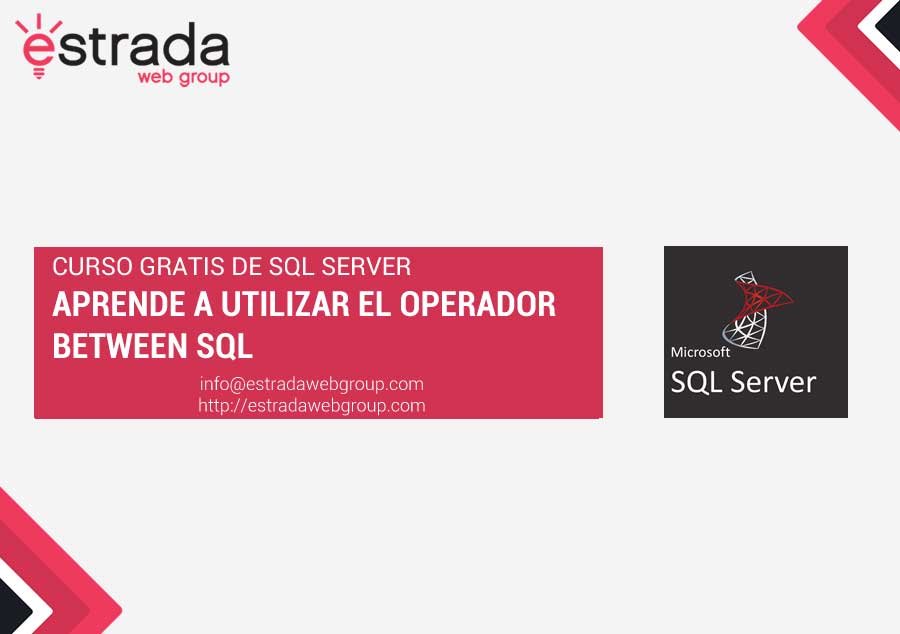 estrada
web group
CURSO GRATIS DE SQL SERVER
APRENDE A UTILIZAR EL OPERADOR
BETWEEN SQL
info@estradawebgroup.com
http://estradawebgroup.com
Microsoft
SQL Server